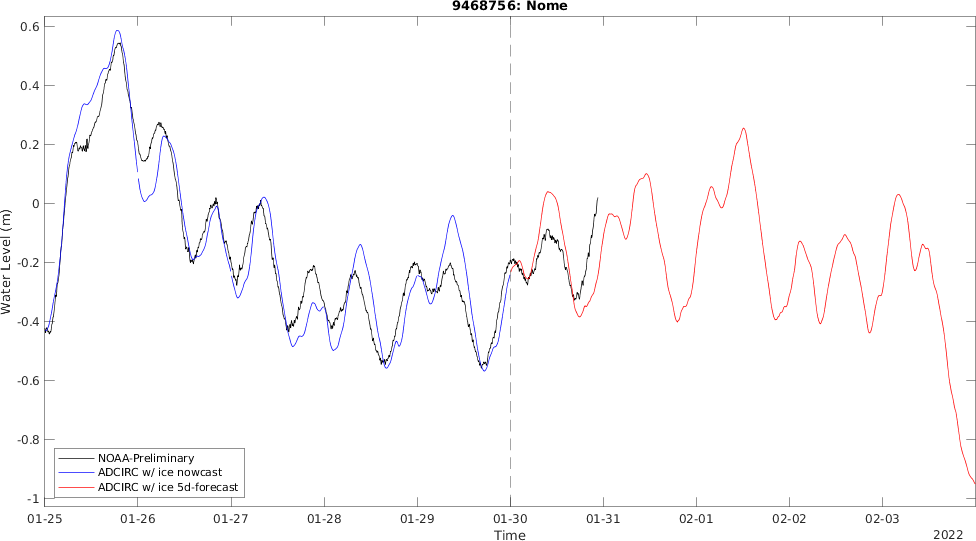 9468756: Nome
0.6
0.4
0.2
0
-0.2
-0.4
-0.6
-0.8
-1
Water Level (m)
NOAA-Preliminary
ADCIRC w/ ice nowcast
ADCIRC w/ ice 5d-forecast
01-25 01-26 01-27 01-28 01-29 01-30 01-31 02-01 02-02 02-03
Time
2022